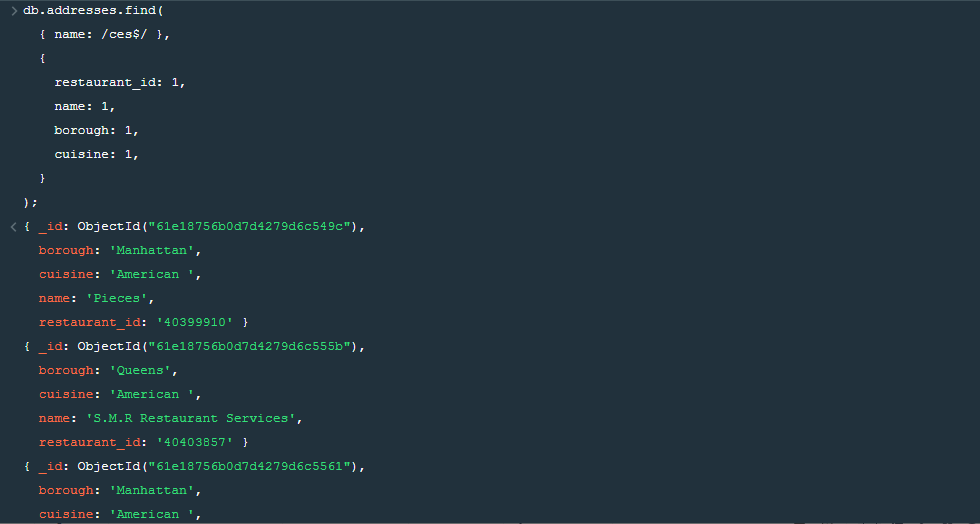 > db.addresses.find(
{ name: /ces$/ },
{
restaurant_id: 1,
name: 1,
borough: 1,
cuisine: 1,
}
);
< { _id: ObjectId("61e18756b0d7d4279d6c549c"),
borough: 'Manhattan',
cuisine: 'American ',
name: 'Pieces',
restaurant_id: '40399910' }
{ _id: ObjectId("61e18756b0d7d4279d6c555b"),
borough: 'Queens',
cuisine: 'American ',
name: 'S.M.R Restaurant Services',
restaurant_id: '40403857' }
{ _id: ObjectId("61e18756b0d7d4279d6c5561"),
borough: 'Manhattan',
cuisine: 'American ',